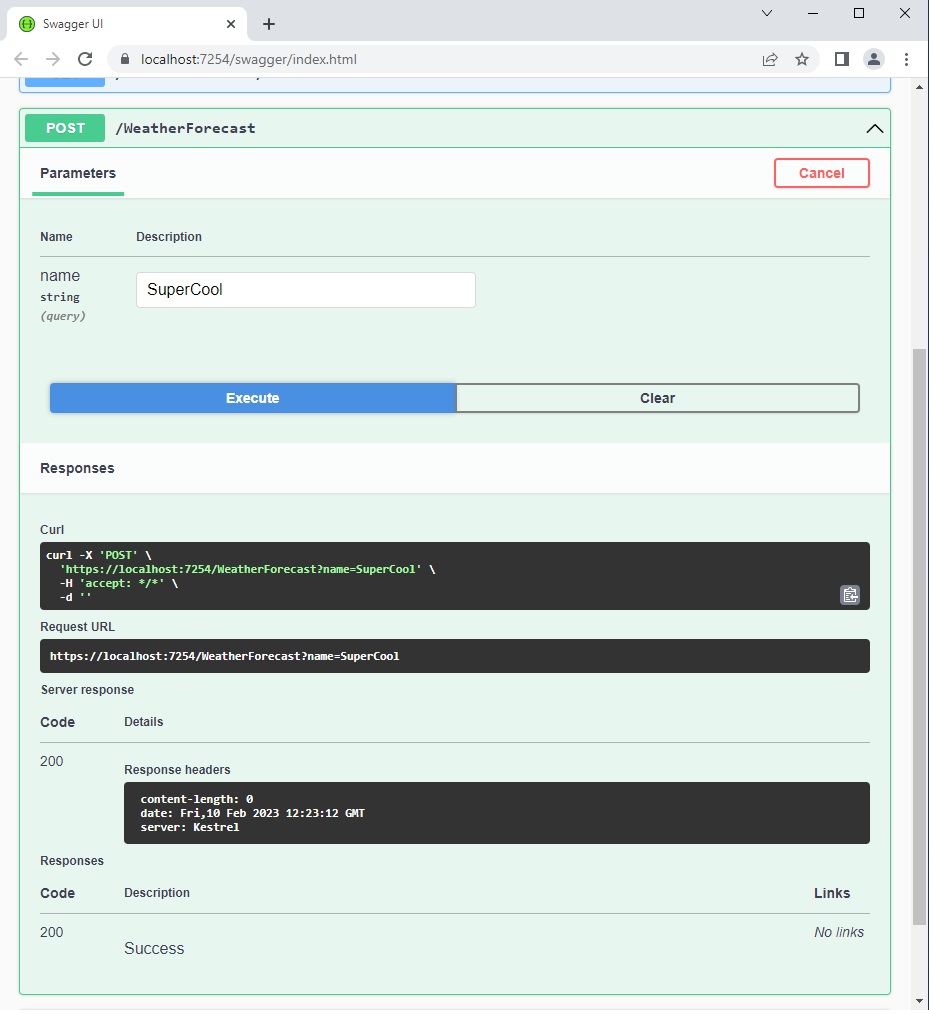 Swagger UI
localhost:7254/swagger/index.html
POST /WeatherForecast
Parameters Cancel
Name Description
name
string
(query)
SuperCool
Execute Clear
Responses
Curl
curl -X 'POST' \
'https://localhost:7254/WeatherForecast?name=SuperCool' \
-H 'accept: */*' \
-d ''
Request URL
https://localhost:7254/WeatherForecast?name=SuperCool
Server response
Code Details
200
Response headers
content-length: 0
date: Fri,10 Feb 2023 12:23:12 GMT
server: Kestrel
Responses
Code Description Links
200 No links
Success